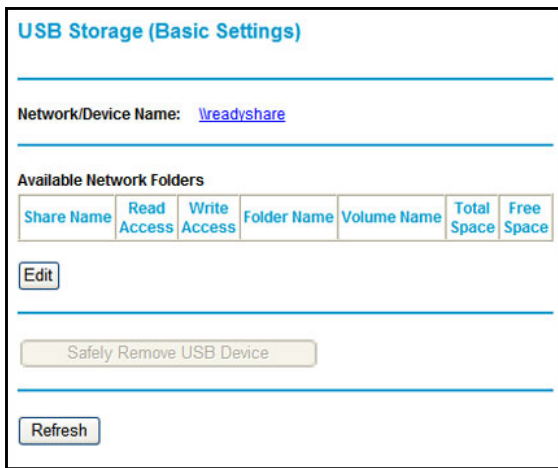 USB Storage (Basic Settings)
Network/Device Name: \\readyshare
Available Network Folders
Share Name Read Access Write Access Folder Name Volume Name Total Space Free Space
Edit
Safely Remove USB Device
Refresh